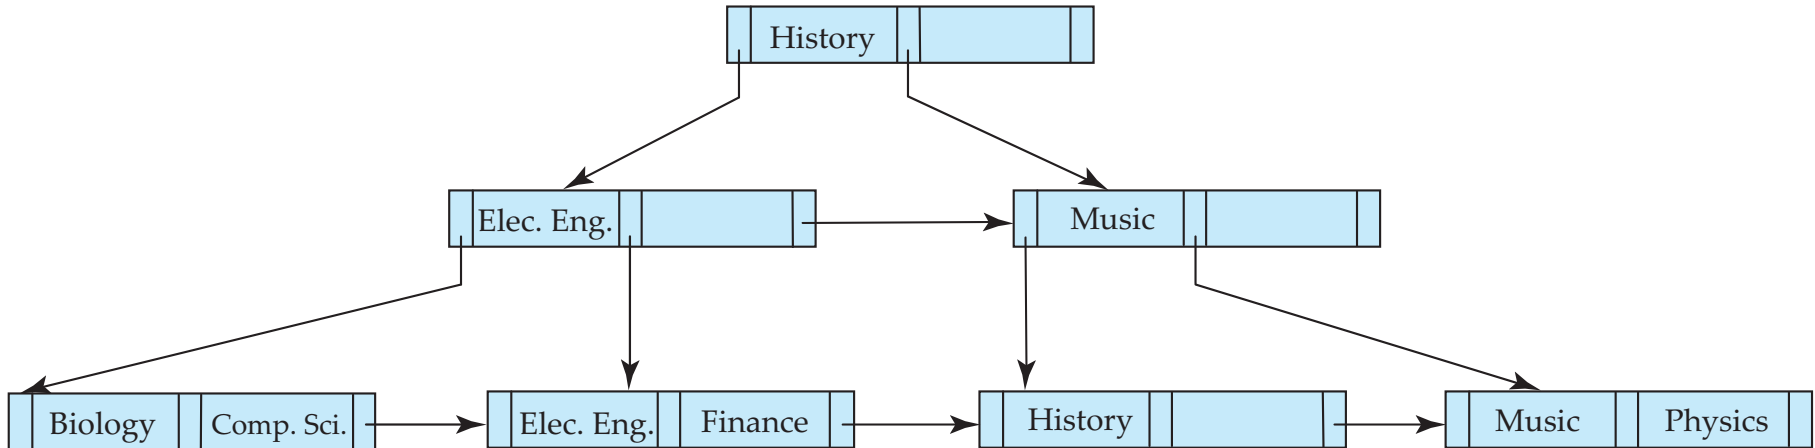 History
Elec. Eng.
Music
Biology
Comp. Sci.
Elec. Eng.
Finance
History
Music
Physics